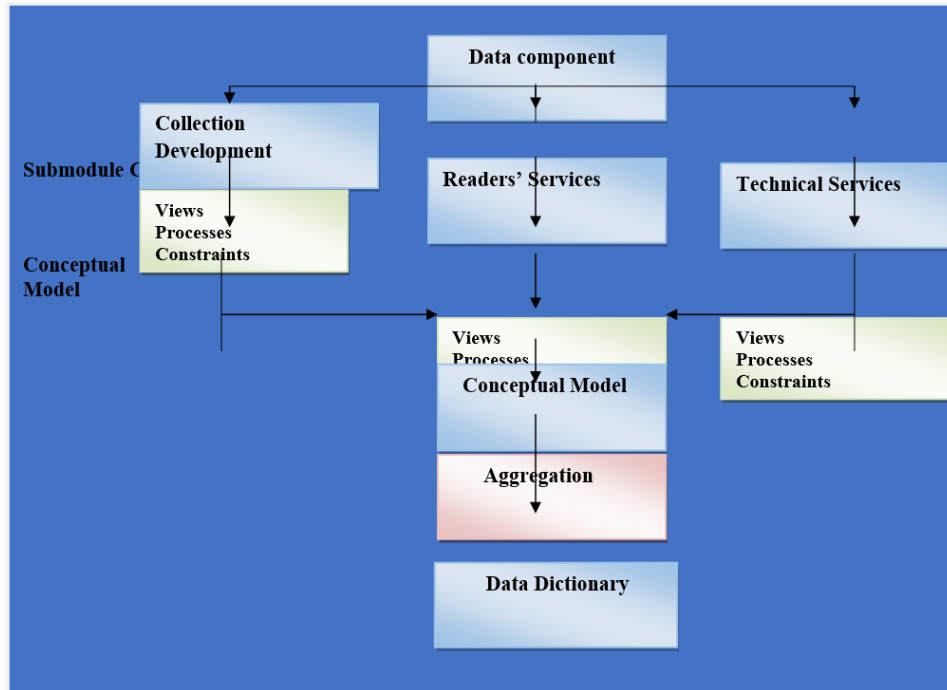 Data component
Collection
Development
Submodule
Readers’ Services
Technical Services
Views
Processes
Constraints
Conceptual
Model
Views
Processes
Views
Processes
Constraints
Conceptual Model
Aggregation
Data Dictionary